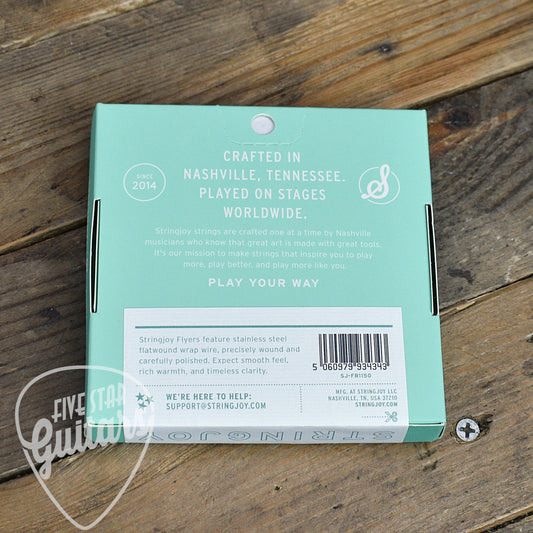 CRAFTED IN
NASHVILLE, TENNESSEE.
PLAYED ON STAGES
WORLDWIDE.
SINCE
2014
S
Stringjoy strings are crafted one at a time by Nashville
musicians who know that great art is made with great tools.
It's our mission to make strings that inspire you to play
more, play better, and play more like you.
PLAY YOUR WAY
Stringjoy Flyers feature stainless steel
flatwound wrap wire, precisely wound and
carefully polished. Expect smooth feel,
rich warmth, and timeless clarity.
5 060979 934343
SJ-FR1150
WE'RE HERE TO HELP:
SUPPORT@STRINGJOY.COM
MFG. AT STRINGJOY LLC
NASHVILLE, TN, USA 37210
STRINGJOY.COM
STRINGJOY
FIVE STAR
Guitars